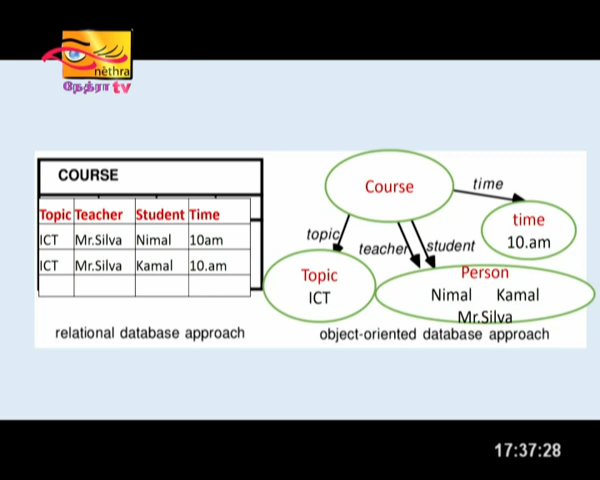 nethra
நேத்ரா tv
COURSE
Topic Teacher Student Time
ICT Mr.Silva Nimal 10am
ICT Mr.Silva Kamal 10.am
relational database approach
Course
time
time
10.am
topic
teacher
student
Topic
ICT
Person
Nimal Kamal
Mr.Silva
object-oriented database approach
17:37:28